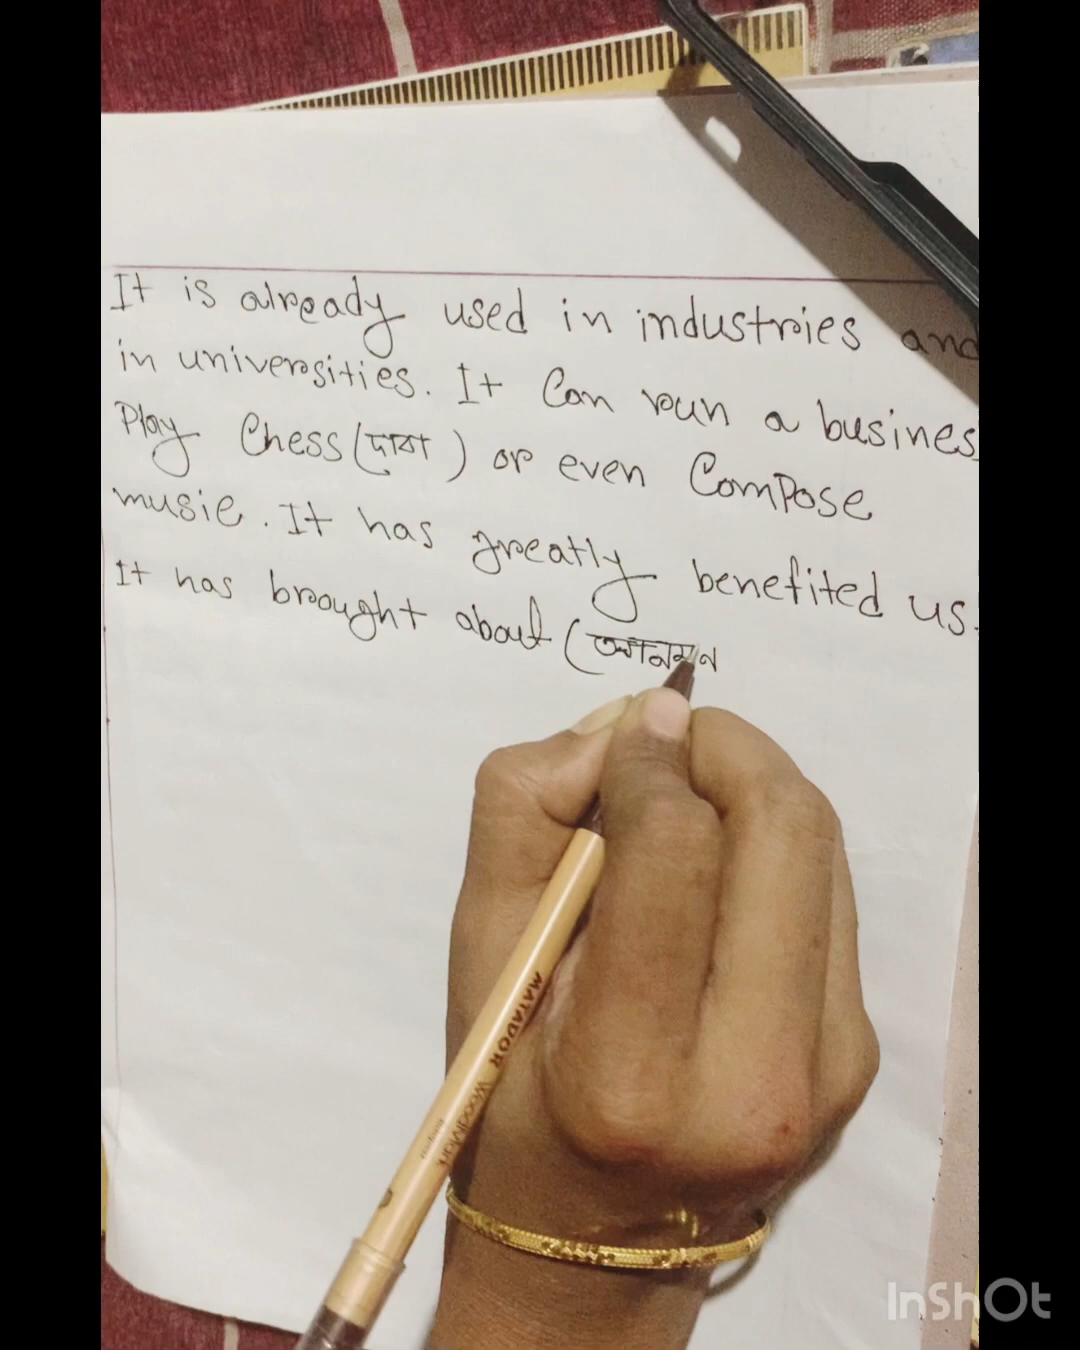 It is already used in industries and
in universities. It Can run a busines
Play Chess (দাবা) or even Compose
music. It has greatly benefited us.
It has brought about (আনয়ন
MATADOR
WoodMark
InShOt